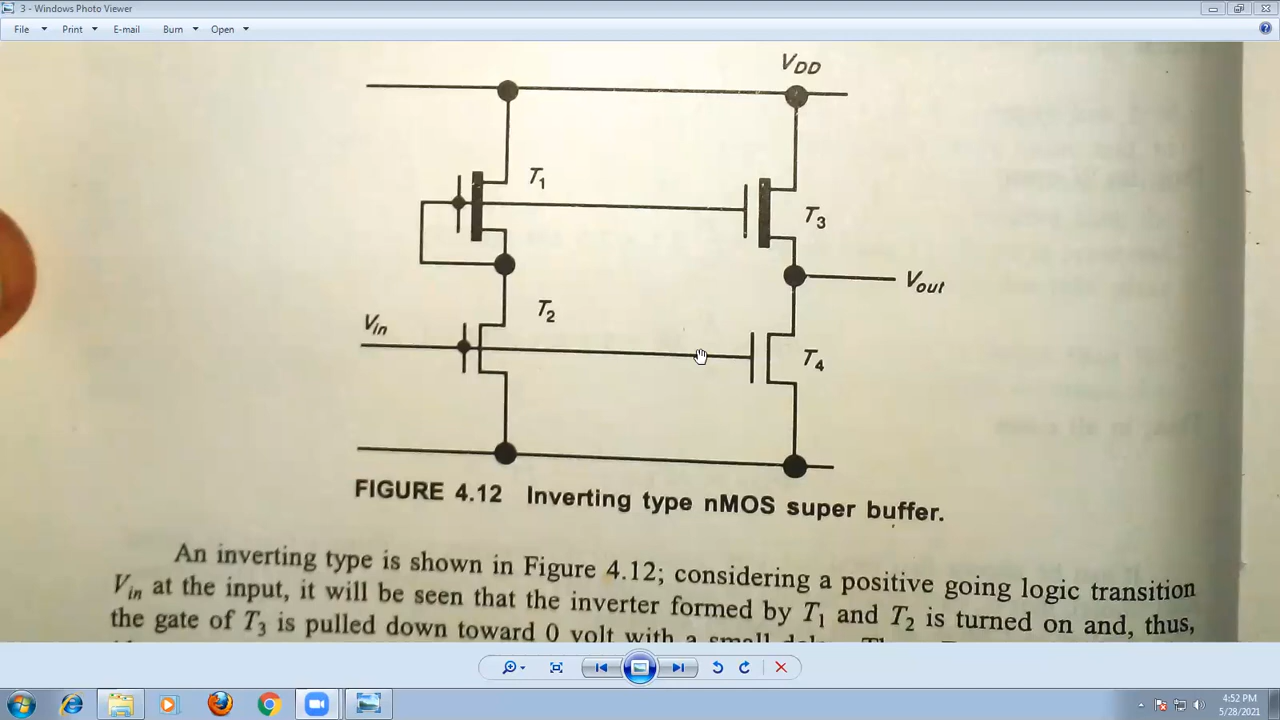 3 - Windows Photo Viewer
File Print E-mail Burn Open
VDD
T1
T3
Vout
T2
Vin
T4
FIGURE 4.12 Inverting type nMOS super buffer.
An inverting type is shown in Figure 4.12; considering a positive going logic transition
Vin at the input, it will be seen that the inverter formed by T1 and T2 is turned on and, thus,
the gate of T3 is pulled down toward 0 volt with a small
4:52 PM
5/28/2021